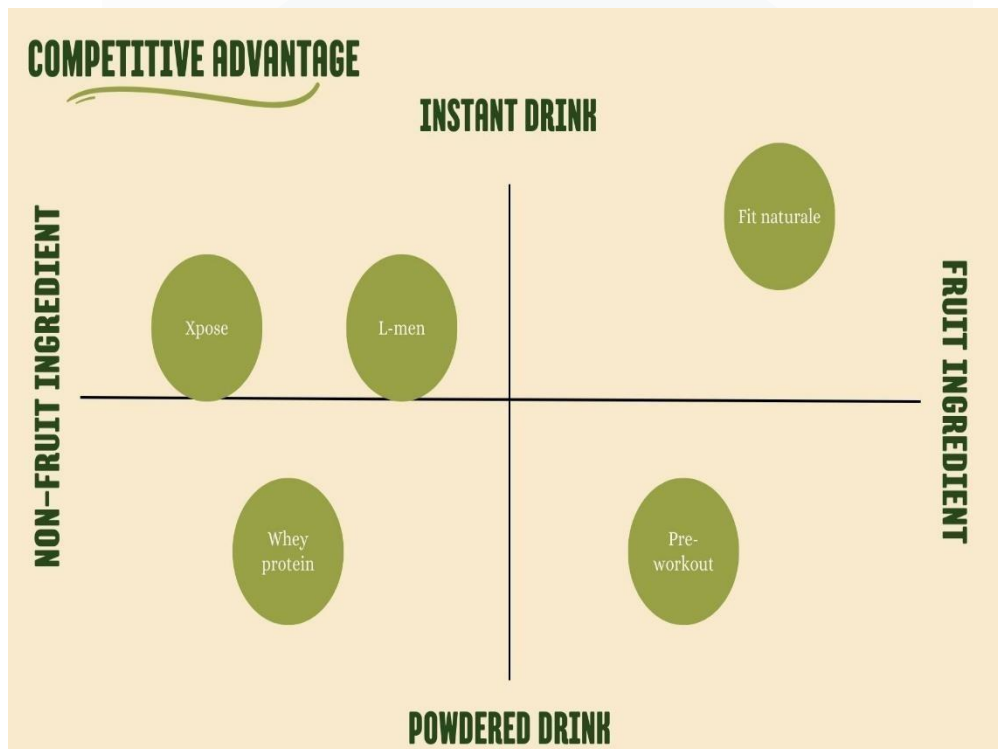 COMPETITIVE ADVANTAGE
INSTANT DRINK
NON-FRUIT INGREDIENT
FRUIT INGREDIENT
Fit naturale
Xpose
L-men
Whey
protein
Pre-
workout
POWDERED DRINK